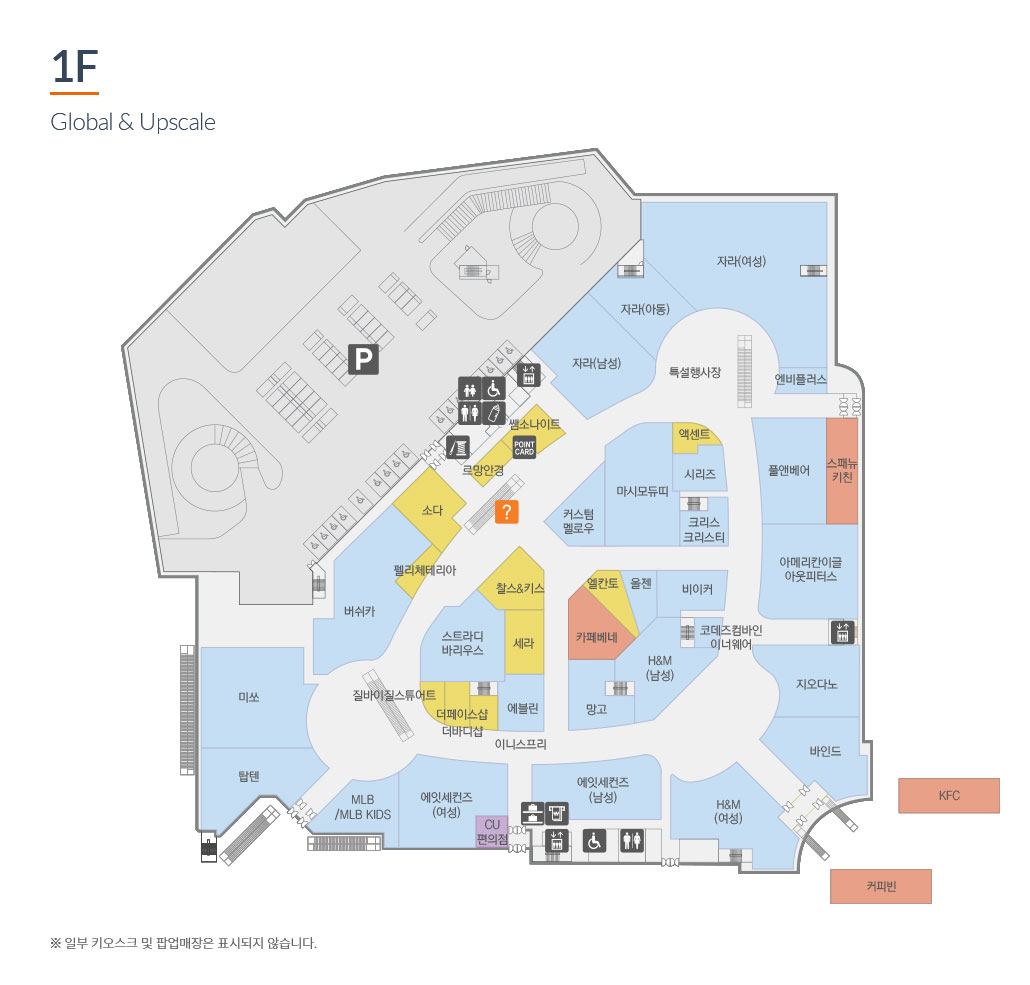 1F
Global & Upscale
자라(여성)
자라(아동)
자라(남성)
특설행사장
엔비플러스
P
쌤소나이트
POINT
CARD
르망안경
액센트
시리즈
마시모듀띠
풀앤베어
스패뉴
키친
소다
?
커스텀
멜로우
크리스
크리스티
펠리체테리아
버쉬카
찰스&키스
엘칸토
올젠
비이커
아메리칸이글
아웃피터스
스트라디
바리우스
세라
카페베네
코데즈컴바인
이너웨어
H&M
(남성)
미쏘
질바이질스튜어트
더페이스샵
더바디샵
에블린
망고
지오다노
이니스프리
바인드
탑텐
MLB
/MLB KIDS
에잇세컨즈
(여성)
에잇세컨즈
(남성)
H&M
(여성)
CU
편의점
KFC
커피빈
※ 일부 키오스크 및 팝업매장은 표시되지 않습니다.